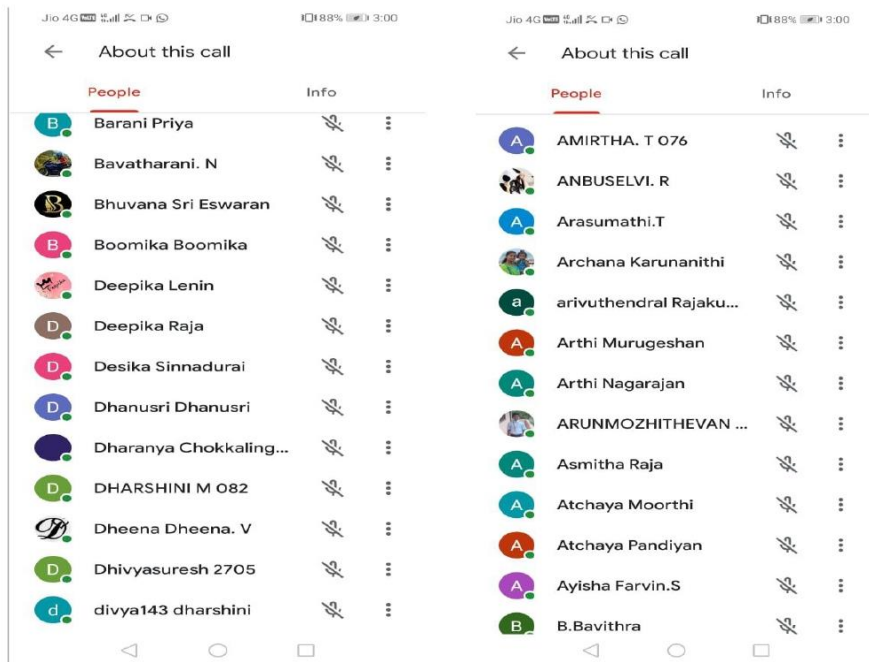 Jio 4G VoLTE 88% 3:00
About this call
People Info
B Barani Priya
Bavatharani. N
B Bhuvana Sri Eswaran
B Boomika Boomika
Deepika Lenin
D Deepika Raja
D Desika Sinnadurai
D Dhanusri Dhanusri
Dharanya Chokkaling...
D DHARSHINI M 082
Dheena Dheena. V
D Dhivyasuresh 2705
d divya143 dharshini
Jio 4G VoLTE 88% 3:00
About this call
People Info
A AMIRTHA. T 076
ANBUSELVI. R
A Arasumathi.T
Archana Karunanithi
a arivuthendral Rajaku...
A Arthi Murugeshan
A Arthi Nagarajan
ARUNMOZHITHEVAN ...
A Asmitha Raja
A Atchaya Moorthi
A Atchaya Pandiyan
A Ayisha Farvin.S
B B.Bavithra